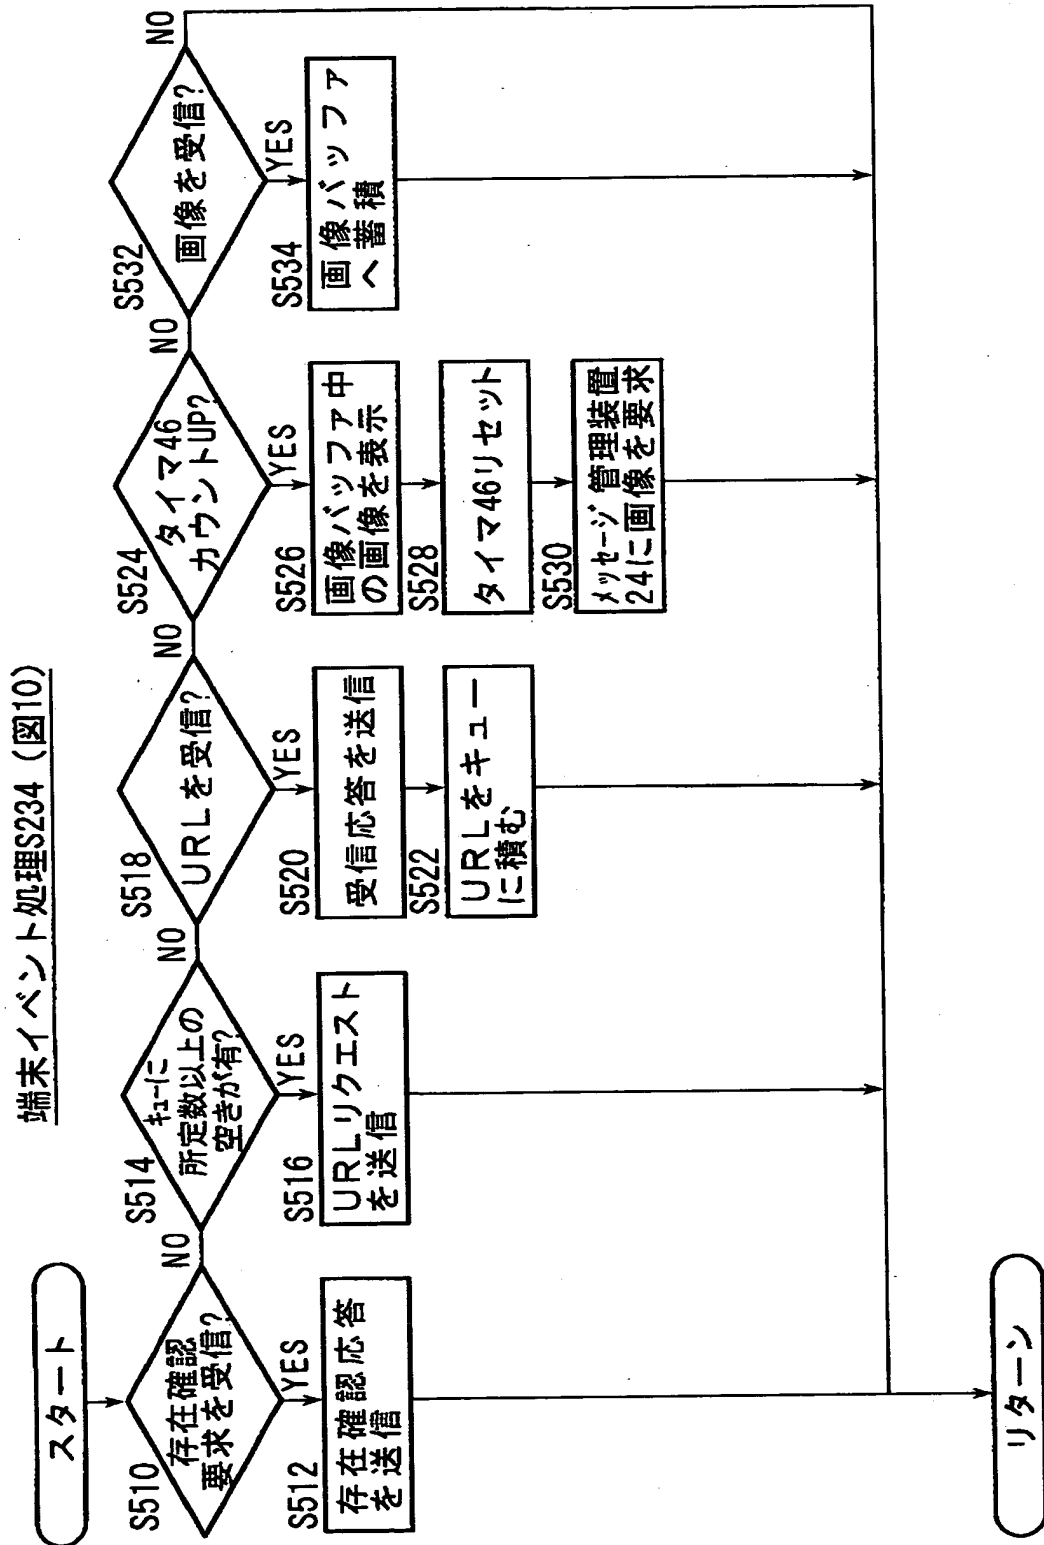 端末イベント処理S234 (図10)
スタート
S510
存在確認
要求を受信?
YES
NO
S512
存在確認応答
を送信
S514
キューに
所定数以上の
空きが有?
YES
NO
S516
URLリクエスト
を送信
S518
URLを受信?
YES
NO
S520
受信応答を送信
S522
URLをキュー
に積む
S524
タイマ46
カウントUP?
YES
NO
S526
画像バッファ中
の画像を表示
S528
タイマ46リセット
S530
メッセージ管理装置
24に画像を要求
S532
画像を受信?
YES
NO
S534
画像バッファ
へ蓄積
リターン